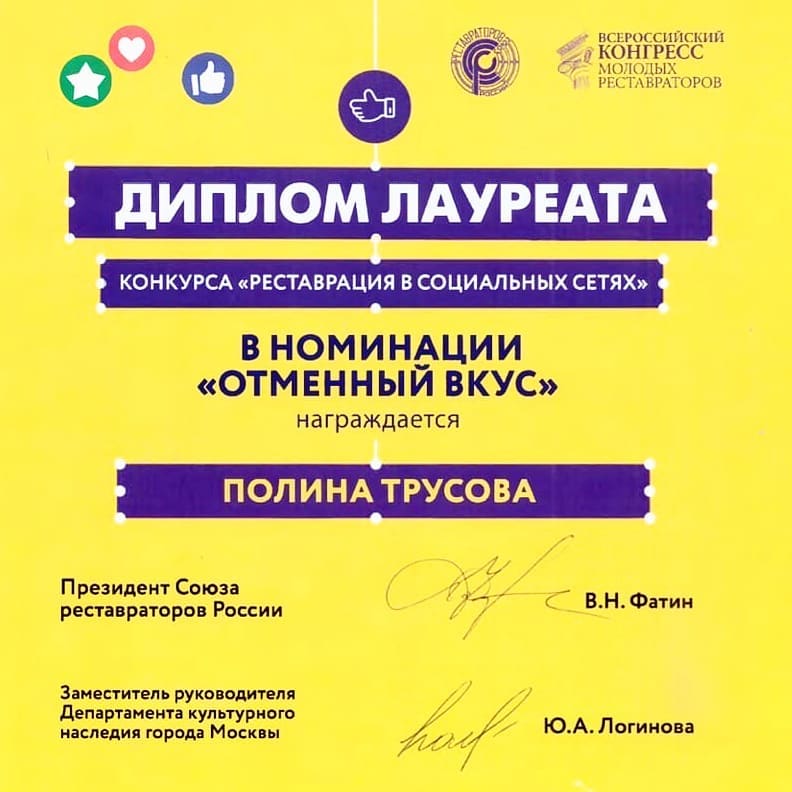 РЕСТАВРАТОРОВ
РОССИИ
ВСЕРОССИЙСКИЙ
КОНГРЕСС
МОЛОДЫХ
РЕСТАВРАТОРОВ
ДИПЛОМ ЛАУРЕАТА
КОНКУРСА «РЕСТАВРАЦИЯ В СОЦИАЛЬНЫХ СЕТЯХ»
В НОМИНАЦИИ
«ОТМЕННЫЙ ВКУС»
награждается
ПОЛИНА ТРУСОВА
Президент Союза
реставраторов России
В.Н. Фатин
Заместитель руководителя
Департамента культурного
наследия города Москвы
Ю.А. Логинова